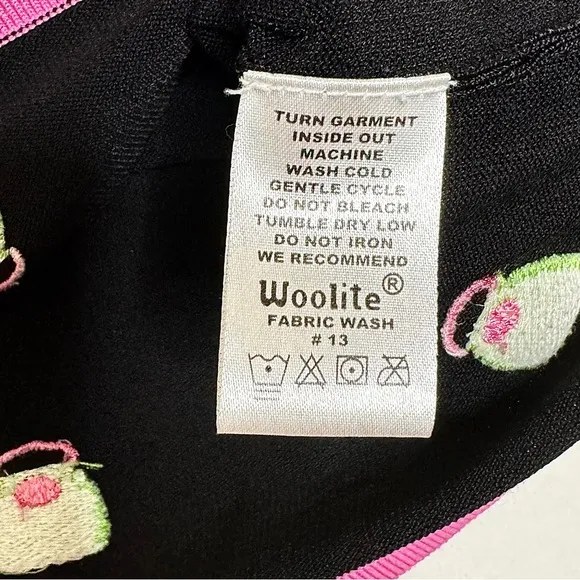 TURN GARMENT
INSIDE OUT
MACHINE
WASH COLD
GENTLE CYCLE
DO NOT BLEACH
TUMBLE DRY LOW
DO NOT IRON
WE RECOMMEND
Woolite®
FABRIC WASH
# 13